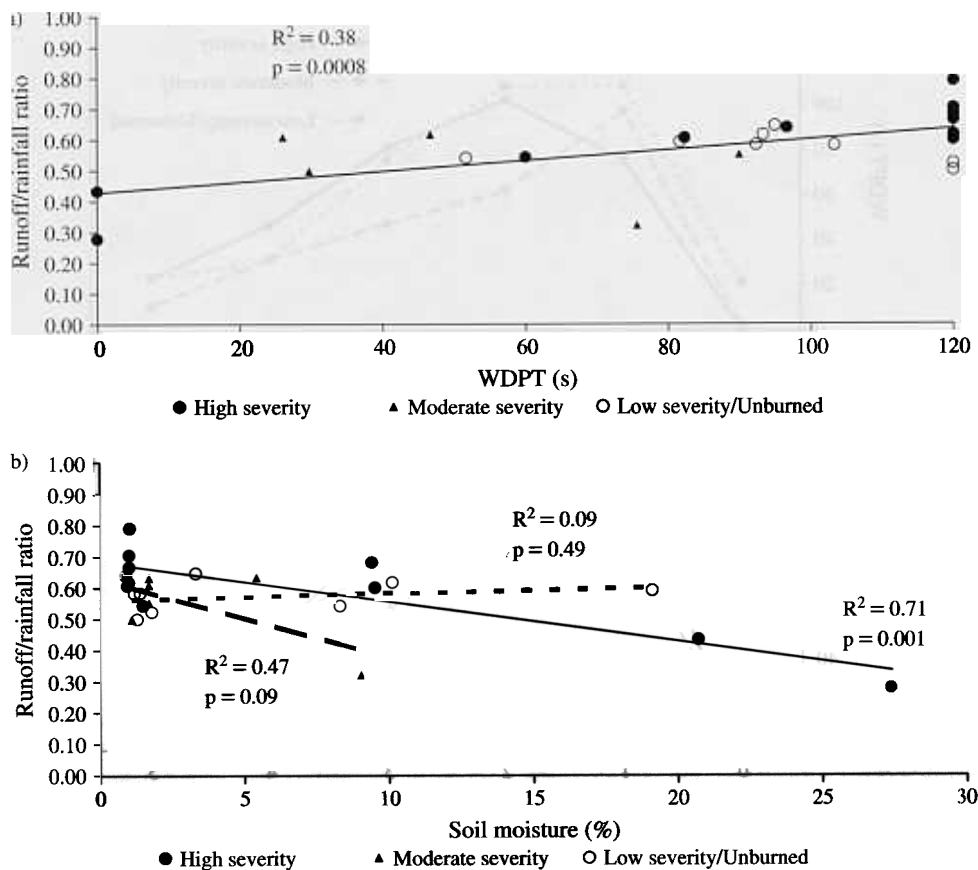 1.00
R² = 0.38
0.90
p = 0.0008
0.80
0.70
0.60
0.50
0.40
0.30
0.20
0.10
0.00
Runoff/rainfall ratio
0 20 40 60 80 100 120
WDPT (s)
● High severity ▲ Moderate severity ○ Low severity/Unburned
b)
1.00
0.90
0.80
0.70
0.60
0.50
0.40
0.30
0.20
0.10
0.00
Runoff/rainfall ratio
R² = 0.09
p = 0.49
R² = 0.71
p = 0.001
R² = 0.47
p = 0.09
0 5 10 15 20 25 30
Soil moisture (%)
● High severity ▲ Moderate severity ○ Low severity/Unburned